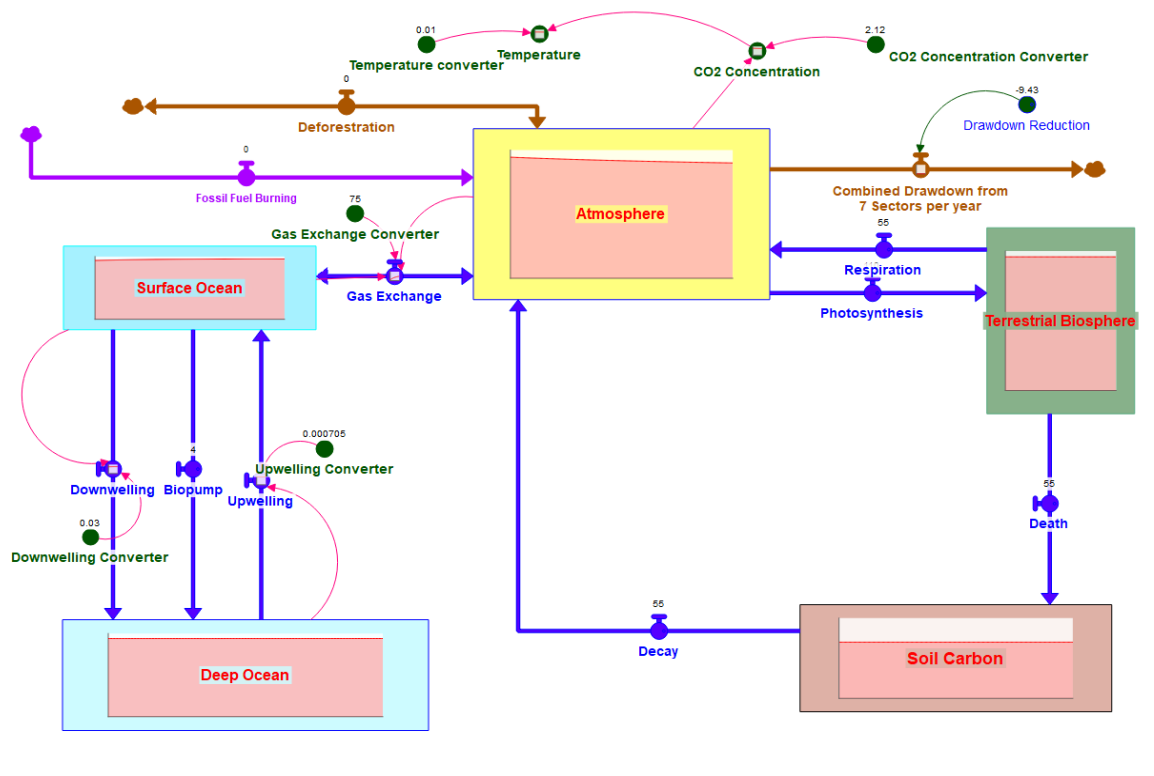 0.01
Temperature converter
Temperature
2.12
CO2 Concentration Converter
CO2 Concentration
0
Deforestration
-9.43
Drawdown Reduction
0
Fossil Fuel Burning
Atmosphere
Combined Drawdown from
7 Sectors per year
75
Gas Exchange Converter
55
Respiration
Surface Ocean
Gas Exchange
Photosynthesis
Terrestrial Biosphere
0.000705
Upwelling Converter
4
Downwelling
Biopump
Upwelling
55
Death
0.03
Downwelling Converter
55
Decay
Soil Carbon
Deep Ocean